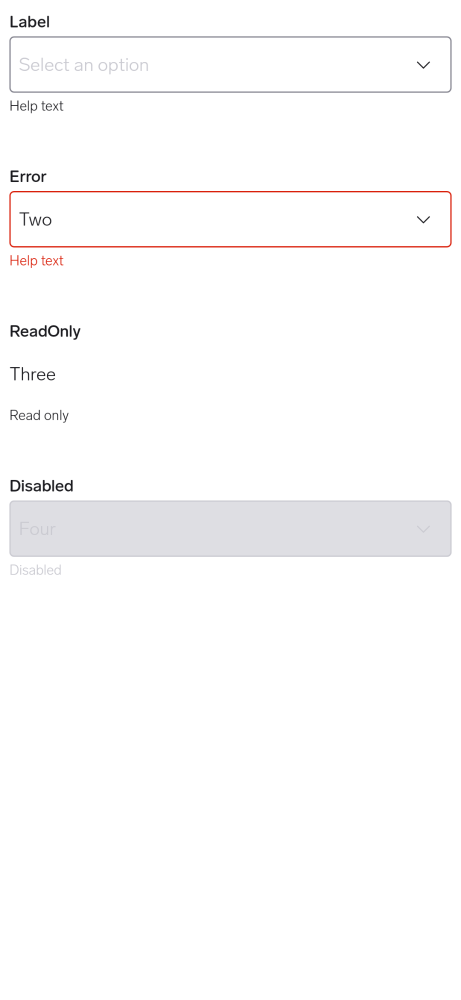 Label
Select an option
Help text
Error
Two
Help text
ReadOnly
Three
Read only
Disabled
Four
Disabled